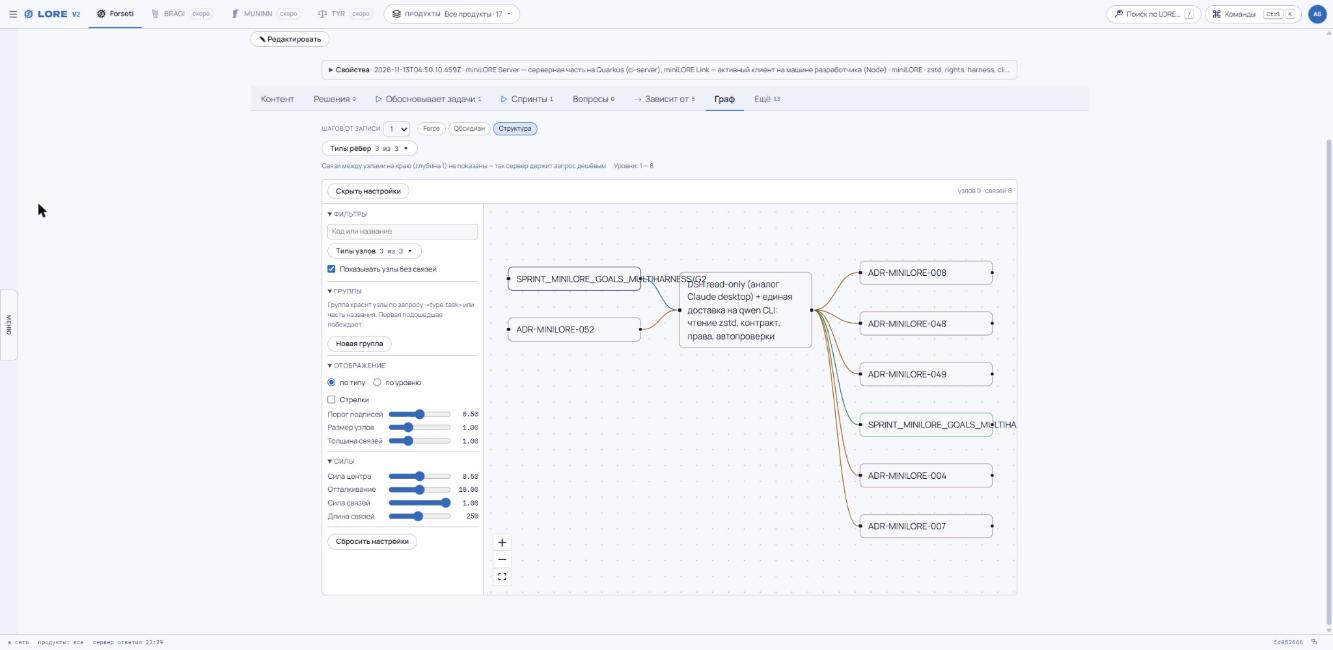 LORE V2
Forseti
BRAGI скоро
MUNINN скоро
TYR скоро
ПРОДУКТЫ Все продукты · 17
Поиск по LORE... /
Команды Ctrl K
Редактировать
Свойства · 2026-11-13T04:50:10.459Z · miniLORE Server — серверная часть на Quarkus (ci-server), miniLORE Link — активный клиент на машине разработчика (Node) · miniLORE · zstd, rights, harness, cli...
Контент
Решения 0
Обосновывает задачи 1
Спринты 1
Вопросы 0
→ Зависит от 8
Граф
Ещё 13
ШАГОВ ОТ ЗАПИСИ 1
Force
Обсидиан
Структура
Типы рёбер 3 из 3
Связи между узлами на краю (глубина 1) не показаны — так сервер держит запрос дешёвым Уровни: 1 — 8
Скрыть настройки
узлов 9 · связей 8
ФИЛЬТРЫ
Код или название
Типы узлов 3 из 3
Показывать узлы без связей
ГРУППЫ
Группа красит узлы по запросу: «type:task» или
часть названия. Первая подошедшая
побеждает.
Новая группа
ОТОБРАЖЕНИЕ
по типу
по уровню
Стрелки
Порог подписей 0.50
Размер узлов 1.00
Толщина связей 1.00
СИЛЫ
Сила центра 0.50
Отталкивание 10.00
Сила связей 1.00
Длина связей 250
Сбросить настройки
SPRINT_MINILORE_GOALS_MULTIHARNESS/G2
ADR-MINILORE-052
DSH read-only (аналог
Claude desktop) + единая
доставка на qwen CLI:
чтение zstd, контракт,
права, автопроверки
ADR-MINILORE-008
ADR-MINILORE-048
ADR-MINILORE-049
SPRINT_MINILORE_GOALS_MULTIHA
ADR-MINILORE-004
ADR-MINILORE-007
МЕНЮ
в сети продукты: все сервер ответил 22:29